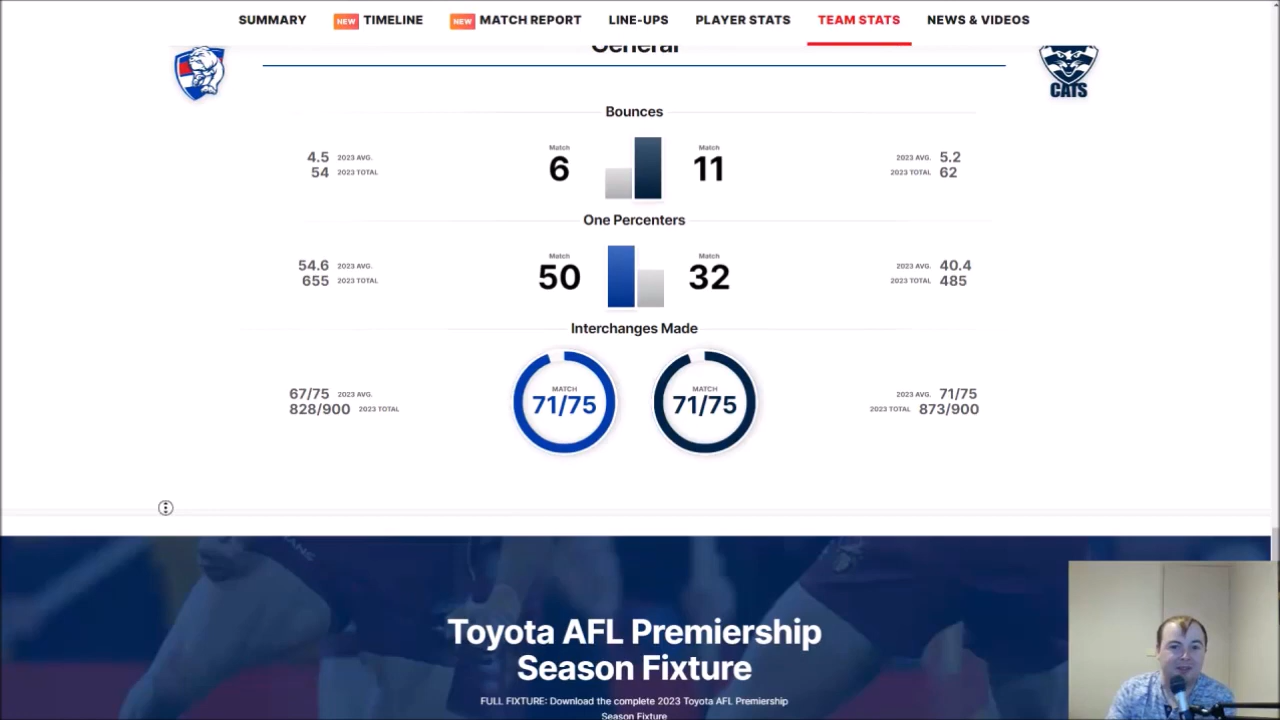 SUMMARY NEW TIMELINE NEW MATCH REPORT LINE-UPS PLAYER STATS TEAM STATS NEWS & VIDEOS
General
CATS
Bounces
4.5 2023 AVG.
54 2023 TOTAL
Match
6
Match
11
2023 AVG. 5.2
2023 TOTAL 62
One Percenters
54.6 2023 AVG.
655 2023 TOTAL
Match
50
Match
32
2023 AVG. 40.4
2023 TOTAL 485
Interchanges Made
67/75 2023 AVG.
828/900 2023 TOTAL
MATCH
71/75
MATCH
71/75
2023 AVG. 71/75
2023 TOTAL 873/900
Toyota AFL Premiership
Season Fixture
FULL FIXTURE: Download the complete 2023 Toyota AFL Premiership
Season Fixture